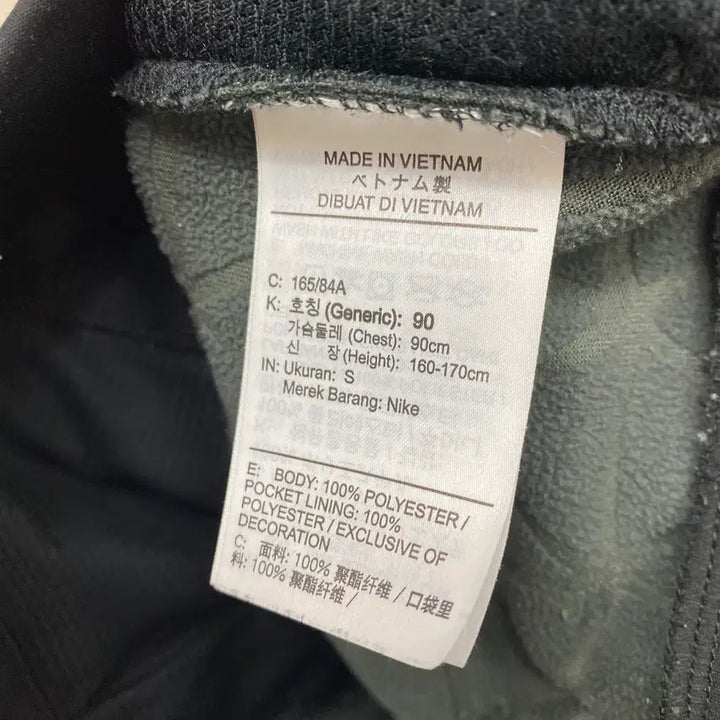 MADE IN VIETNAM
ベトナム製
DIBUAT DI VIETNAM
C: 165/84A
K: 호칭 (Generic): 90
가슴둘레 (Chest): 90cm
신 장 (Height): 160-170cm
IN: Ukuran: S
Merek Barang: Nike
E: BODY: 100% POLYESTER /
POCKET LINING: 100%
POLYESTER / EXCLUSIVE OF
DECORATION
C: 面料: 100% 聚酯纤维 / 口袋里
料: 100% 聚酯纤维 /